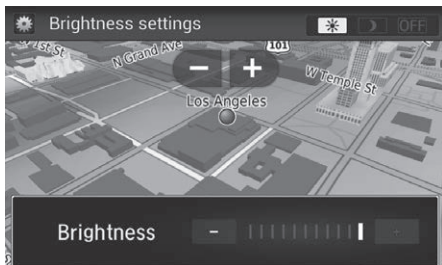 Brightness settings
OFF
1st St
N Grand Ave
101
W Temple St
Los Angeles
Brightness